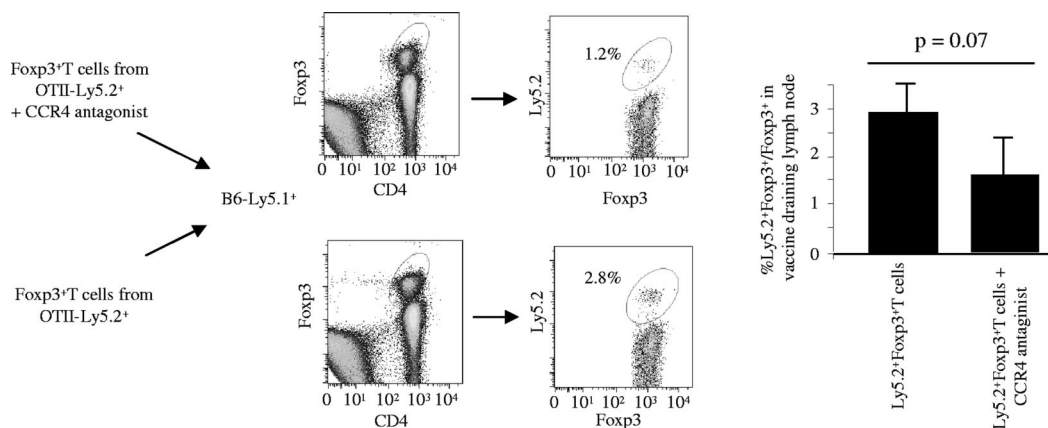 Foxp3⁺T cells from
OTII-Ly5.2⁺
+ CCR4 antagonist
B6-Ly5.1⁺
Foxp3⁺T cells from
OTII-Ly5.2⁺
Foxp3
0 10¹ 10² 10³ 10⁴
CD4
1.2%
Ly5.2
0 10¹ 10² 10³ 10⁴
Foxp3
Foxp3
0 10¹ 10² 10³ 10⁴
CD4
2.8%
Ly5.2
0 10¹ 10² 10³ 10⁴
Foxp3
p = 0.07
%Ly5.2⁺Foxp3⁺/Foxp3⁺ in
vaccine draining lymph node
3
2
1
0
Ly5.2⁺Foxp3⁺T cells
Ly5.2⁺Foxp3⁺T cells +
CCR4 antaginist